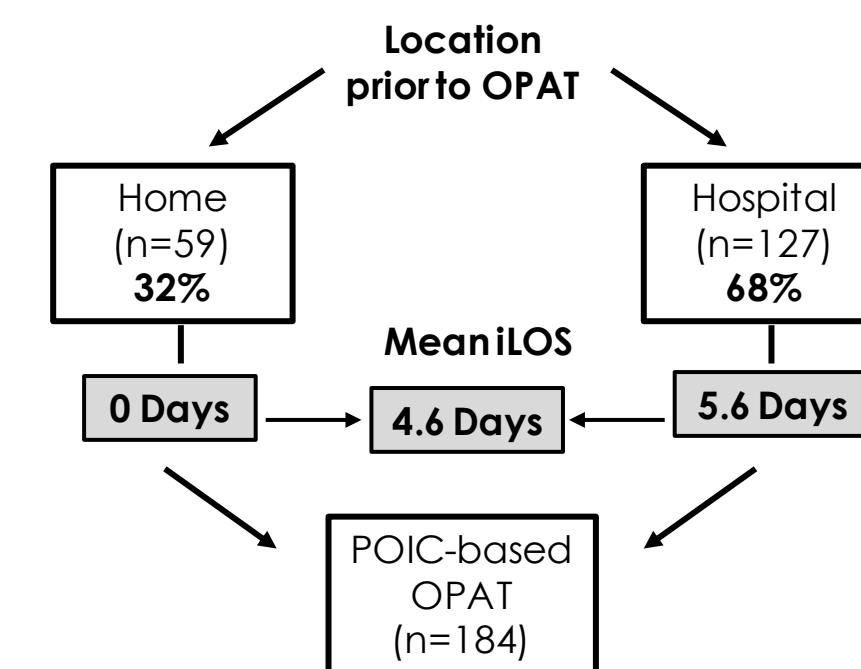 Location
prior to OPAT
Home
(n=59)
32%
Hospital
(n=127)
68%
Mean iLOS
0 Days
4.6 Days
5.6 Days
POIC-based
OPAT
(n=184)